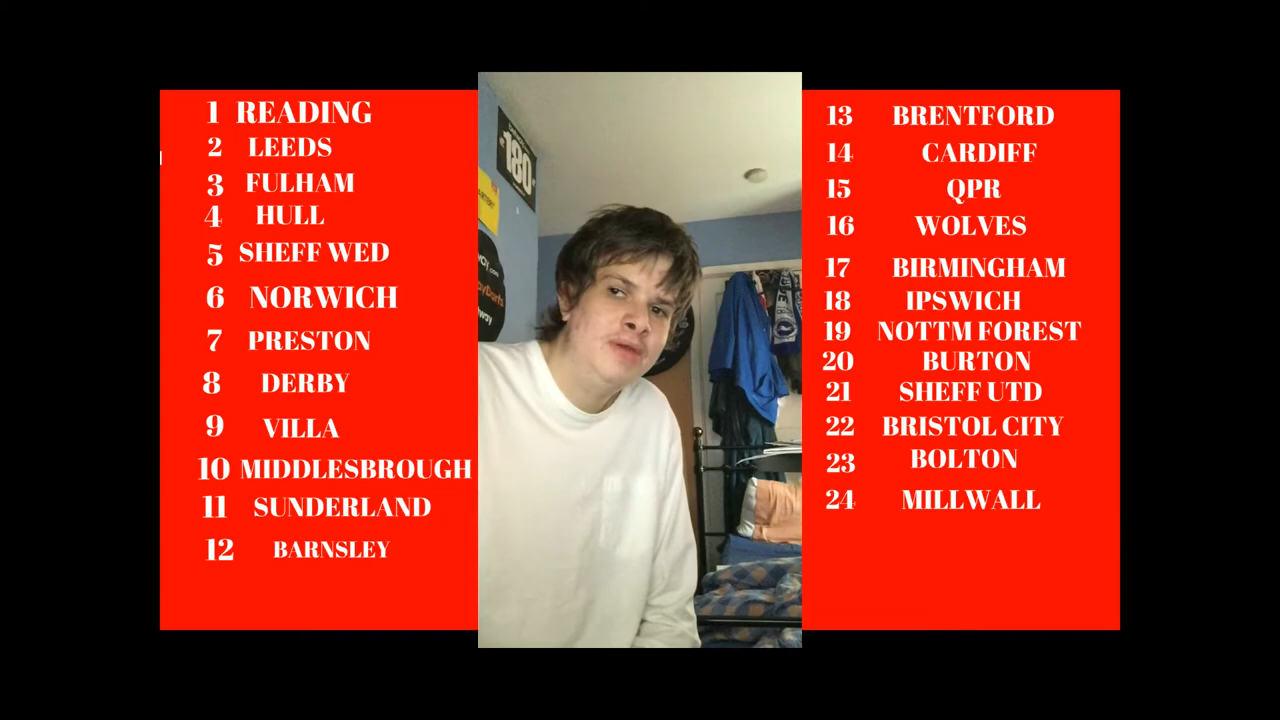 1 READING
2 LEEDS
3 FULHAM
4 HULL
5 SHEFF WED
6 NORWICH
7 PRESTON
8 DERBY
9 VILLA
10 MIDDLESBROUGH
11 SUNDERLAND
12 BARNSLEY
180
13 BRENTFORD
14 CARDIFF
15 QPR
16 WOLVES
17 BIRMINGHAM
18 IPSWICH
19 NOTTM FOREST
20 BURTON
21 SHEFF UTD
22 BRISTOL CITY
23 BOLTON
24 MILLWALL